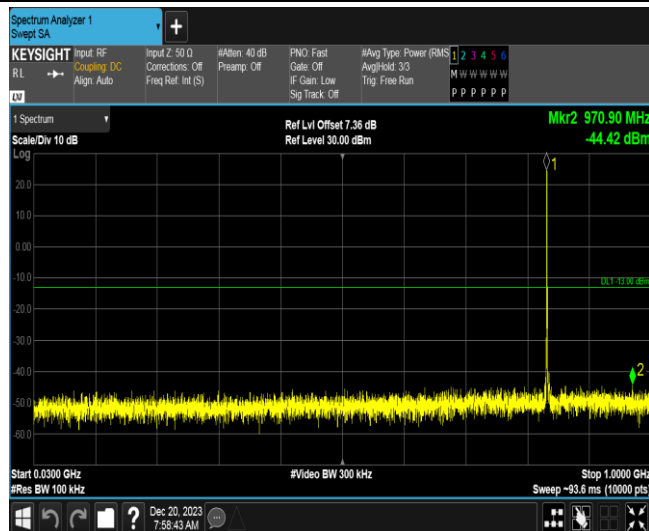 Spectrum Analyzer 1
Swept SA
+
KEYSIGHT
RL
LXI
Input: RF
Coupling: DC
Align: Auto
Input Z: 50 Ω
Corrections: Off
Freq Ref: Int (S)
#Atten: 40 dB
Preamp: Off
PNO: Fast
Gate: Off
IF Gain: Low
Sig Track: Off
#Avg Type: Power (RMS
Avg|Hold: 3/3
Trig: Free Run
1 2 3 4 5 6
M W W W W W
P P P P P P
1 Spectrum
Scale/Div 10 dB
Log
Ref Lvl Offset 7.36 dB
Ref Level 30.00 dBm
Mkr2 970.90 MHz
-44.42 dBm
1
20.0
10.0
0.00
-10.0
DL1 -13.00 dBm
-20.0
-30.0
-40.0
2
-50.0
-60.0
Start 0.0300 GHz
#Res BW 100 kHz
#Video BW 300 kHz
Stop 1.0000 GHz
Sweep ~93.6 ms (10000 pts)
?
Dec 20, 2023
7:58:43 AM